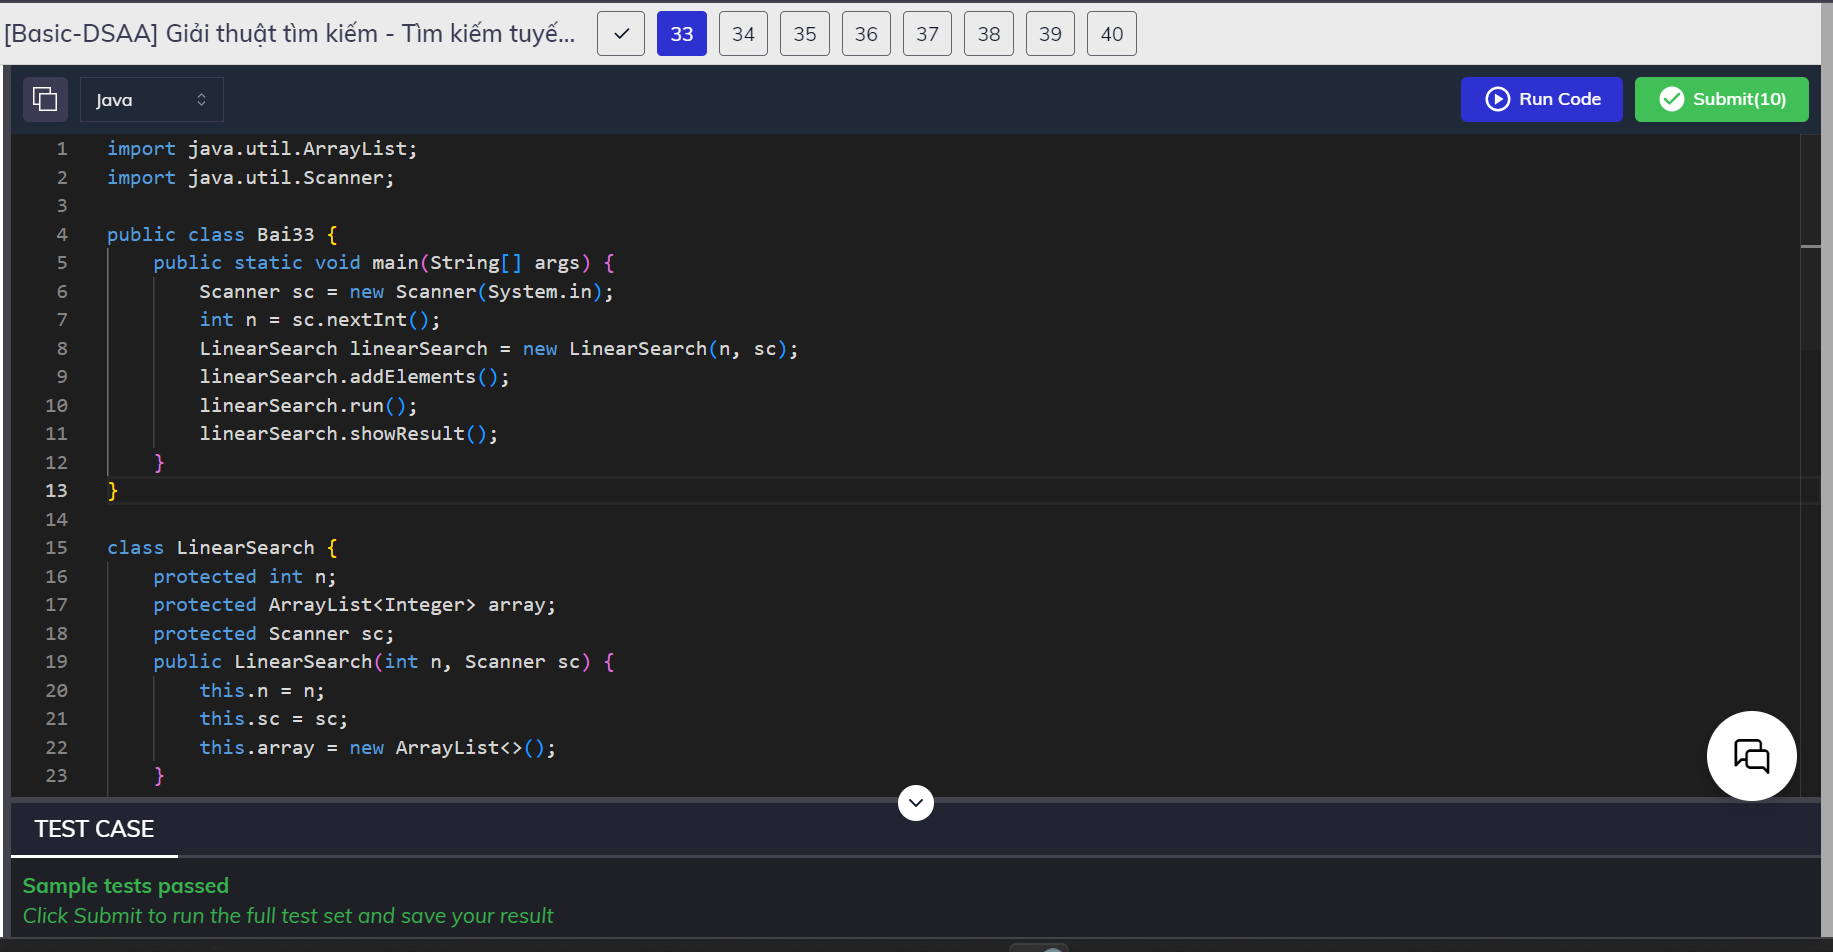 [Basic-DSAA] Giải thuật tìm kiếm - Tìm kiếm tuyế... 33 34 35 36 37 38 39 40
Java Run Code Submit(10)
1 import java.util.ArrayList;
2 import java.util.Scanner;
3
4 public class Bai33 {
5 public static void main(String[] args) {
6 Scanner sc = new Scanner(System.in);
7 int n = sc.nextInt();
8 LinearSearch linearSearch = new LinearSearch(n, sc);
9 linearSearch.addElements();
10 linearSearch.run();
11 linearSearch.showResult();
12 }
13 }
14
15 class LinearSearch {
16 protected int n;
17 protected ArrayList<Integer> array;
18 protected Scanner sc;
19 public LinearSearch(int n, Scanner sc) {
20 this.n = n;
21 this.sc = sc;
22 this.array = new ArrayList<>();
23 }
TEST CASE
Sample tests passed
Click Submit to run the full test set and save your result